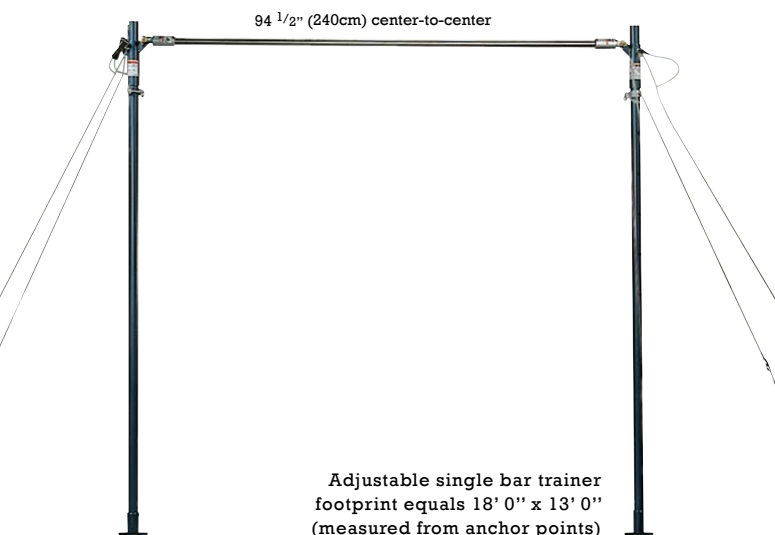 94 1/2” (240cm) center-to-center
Adjustable single bar trainer
footprint equals 18’ 0” x 13’ 0”
(measured from anchor points)